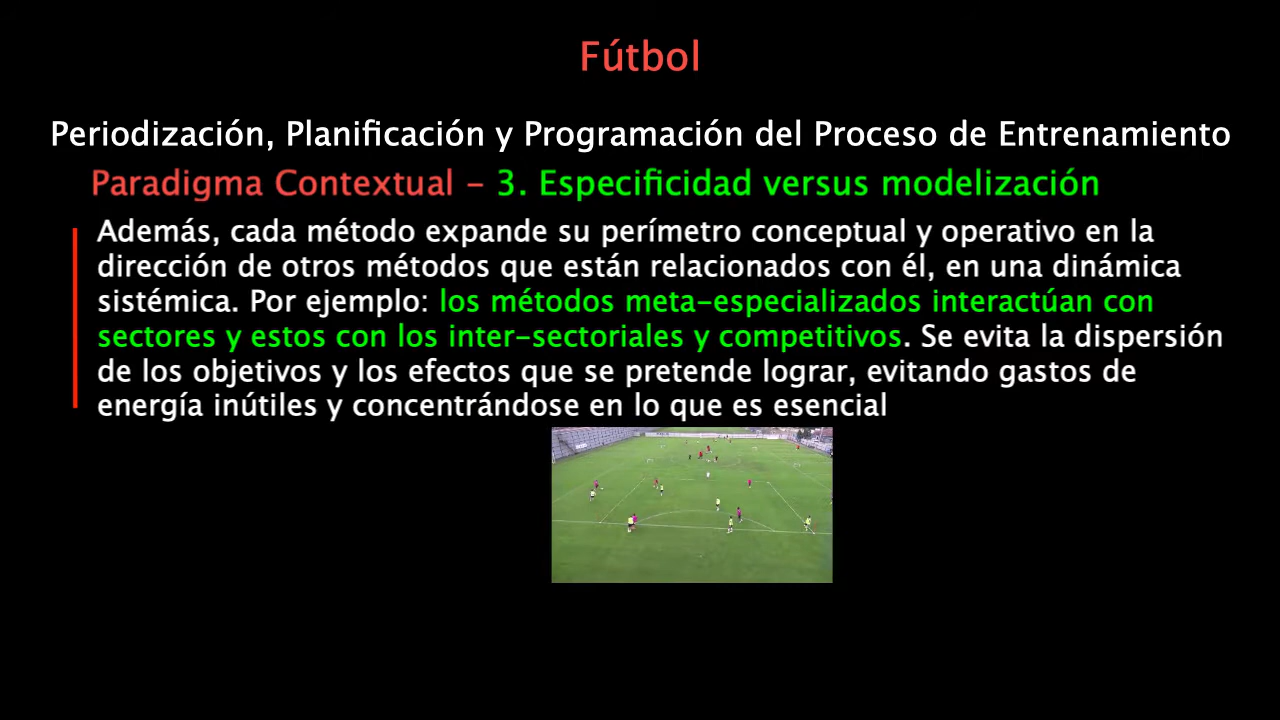 Fútbol
Periodización, Planificación y Programación del Proceso de Entrenamiento
Paradigma Contextual - 3. Especificidad versus modelización
Además, cada método expande su perímetro conceptual y operativo en la
dirección de otros métodos que están relacionados con él, en una dinámica
sistémica. Por ejemplo: los métodos meta-especializados interactúan con
sectores y estos con los inter-sectoriales y competitivos. Se evita la dispersión
de los objetivos y los efectos que se pretende lograr, evitando gastos de
energía inútiles y concentrándose en lo que es esencial